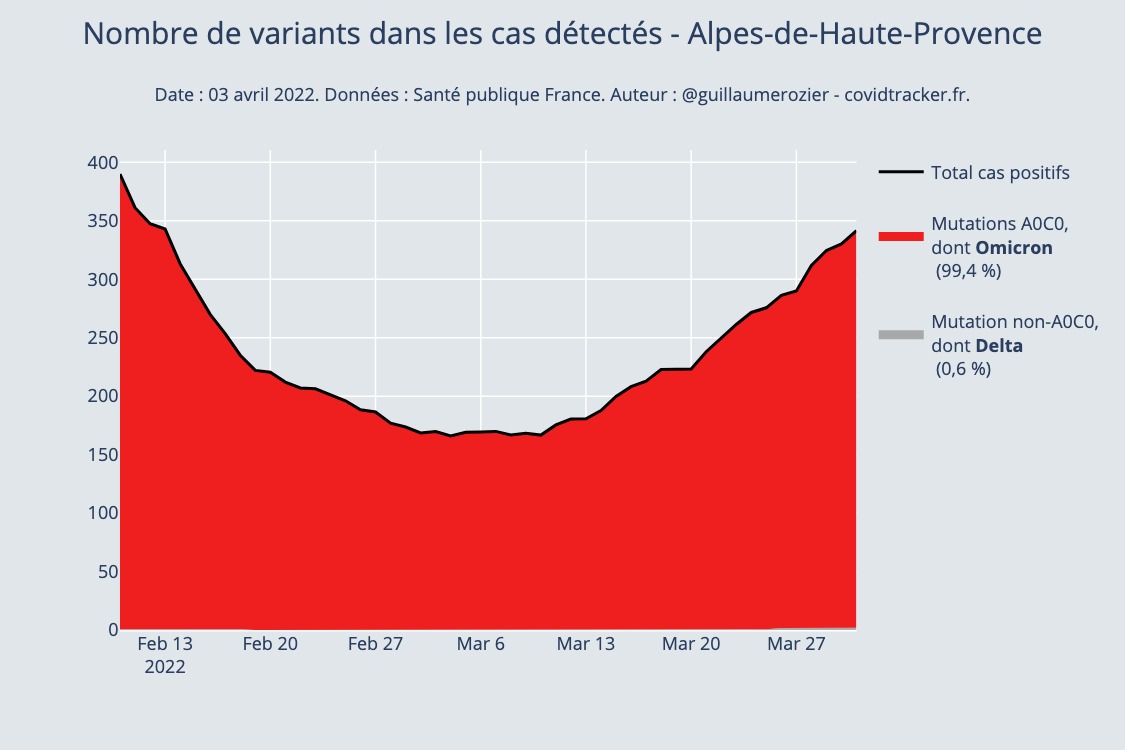 Nombre de variants dans les cas détectés - Alpes-de-Haute-Provence
Date : 03 avril 2022. Données : Santé publique France. Auteur : @guillaumerozier - covidtracker.fr.
400
350
300
250
200
150
100
50
0
Feb 13
2022
Feb 20
Feb 27
Mar 6
Mar 13
Mar 20
Mar 27
Total cas positifs
Mutations A0C0,
dont Omicron
(99,4 %)
Mutation non-A0C0,
dont Delta
(0,6 %)